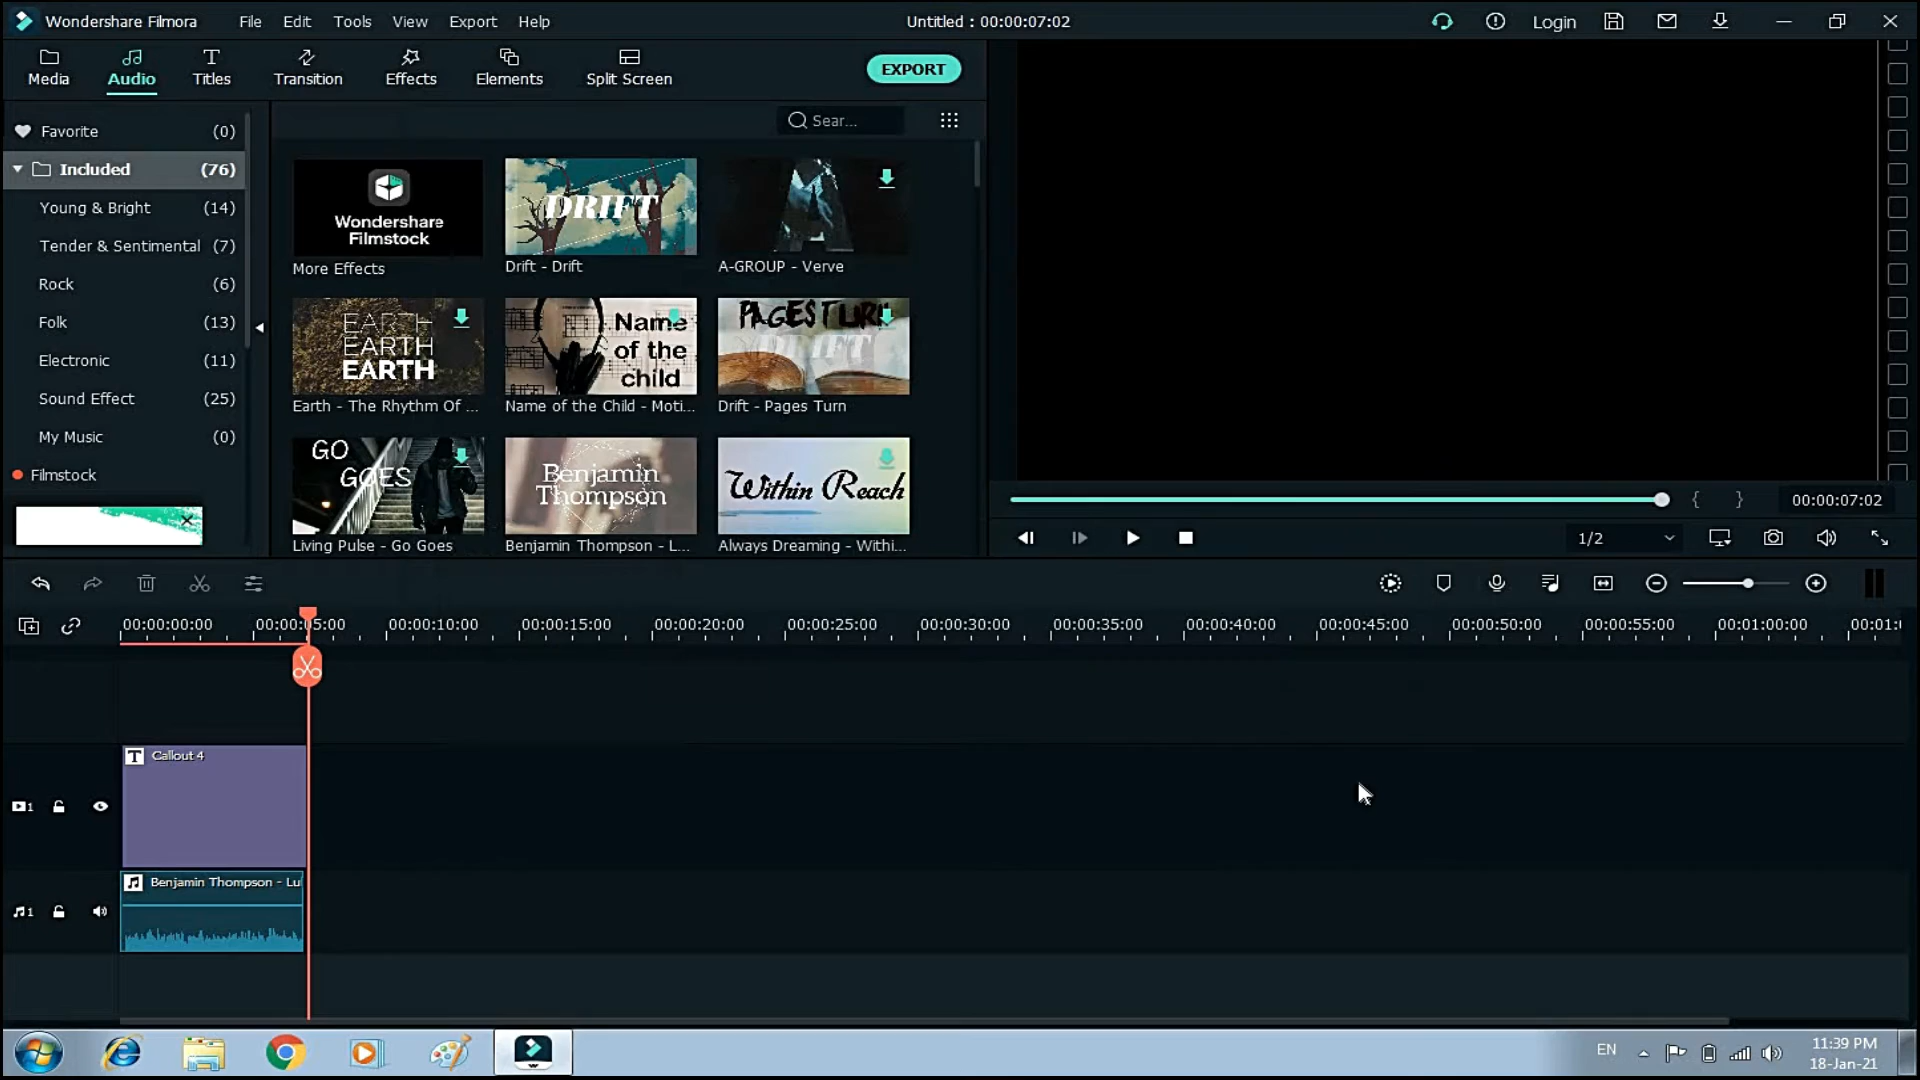 Wondershare Filmora File Edit Tools View Export Help Untitled : 00:00:07:02 Login
Media Audio Titles Transition Effects Elements Split Screen EXPORT
Favorite (0)
Included (76)
Young & Bright (14)
Tender & Sentimental (7)
Rock (6)
Folk (13)
Electronic (11)
Sound Effect (25)
My Music (0)
Filmstock
Sear...
Wondershare
Filmstock
DRIFT
A
More Effects
Drift - Drift
A-GROUP - Verve
EARTH
EARTH
EARTH
Name
of the
child
PAGES TURN
DRIFT
Earth - The Rhythm Of ...
Name of the Child - Moti...
Drift - Pages Turn
GO
GOES
Benjamin
Thompson
Within Reach
Living Pulse - Go Goes
Benjamin Thompson - L...
Always Dreaming - Withi...
{ } 00:00:07:02
1/2
00:00:00:00 00:00:05:00 00:00:10:00 00:00:15:00 00:00:20:00 00:00:25:00 00:00:30:00 00:00:35:00 00:00:40:00 00:00:45:00 00:00:50:00 00:00:55:00 00:01:00:00 00:01:
T Callout 4
1
Benjamin Thompson - Lu
1
EN
11:39 PM
18-Jan-21